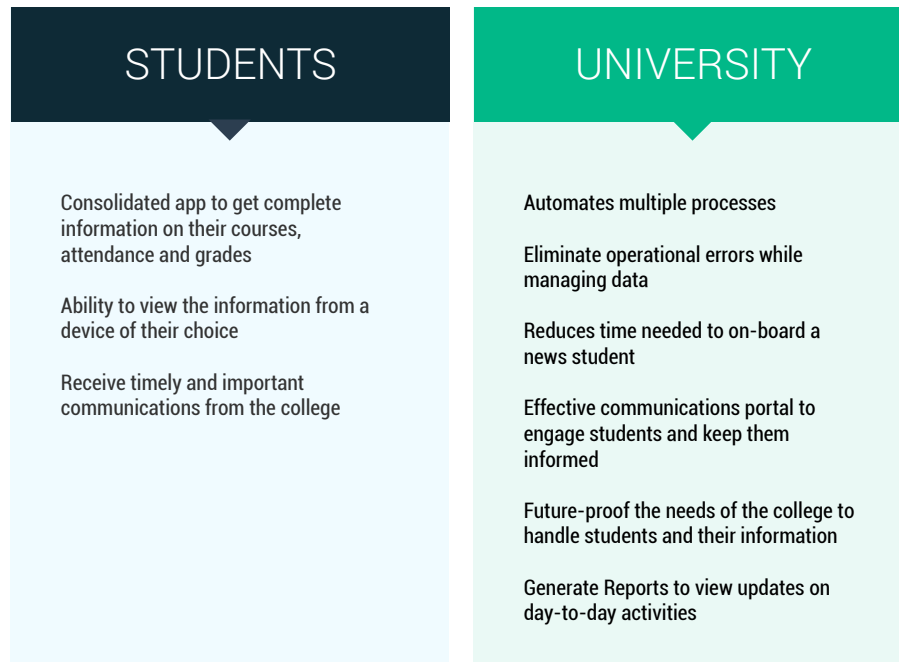 STUDENTS
Consolidated app to get complete
information on their courses,
attendance and grades
Ability to view the information from a
device of their choice
Receive timely and important
communications from the college
UNIVERSITY
Automates multiple processes
Eliminate operational errors while
managing data
Reduces time needed to on-board a
news student
Effective communications portal to
engage students and keep them
informed
Future-proof the needs of the college to
handle students and their information
Generate Reports to view updates on
day-to-day activities